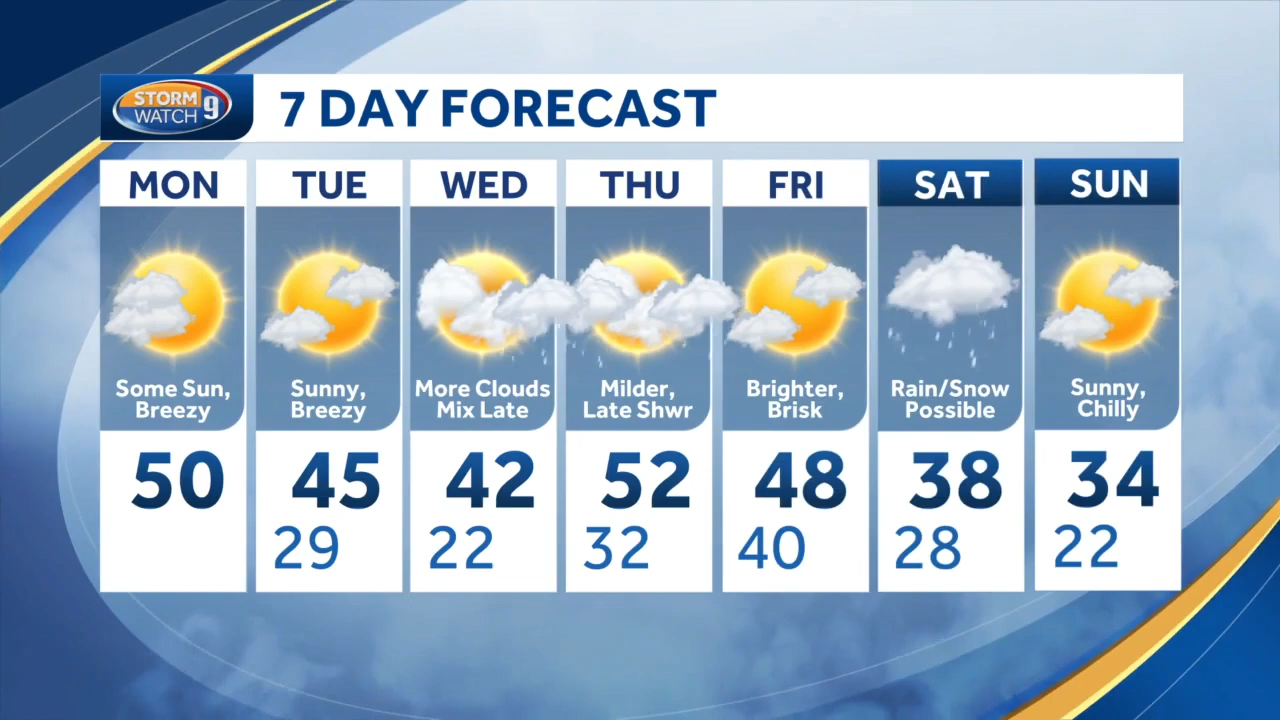 STORM
WATCH 9
7 DAY FORECAST
MON
Some Sun,
Breezy
50
TUE
Sunny,
Breezy
45
29
WED
More Clouds
Mix Late
42
22
THU
Milder,
Late Shwr
52
32
FRI
Brighter,
Brisk
48
40
SAT
Rain/Snow
Possible
38
28
SUN
Sunny,
Chilly
34
22